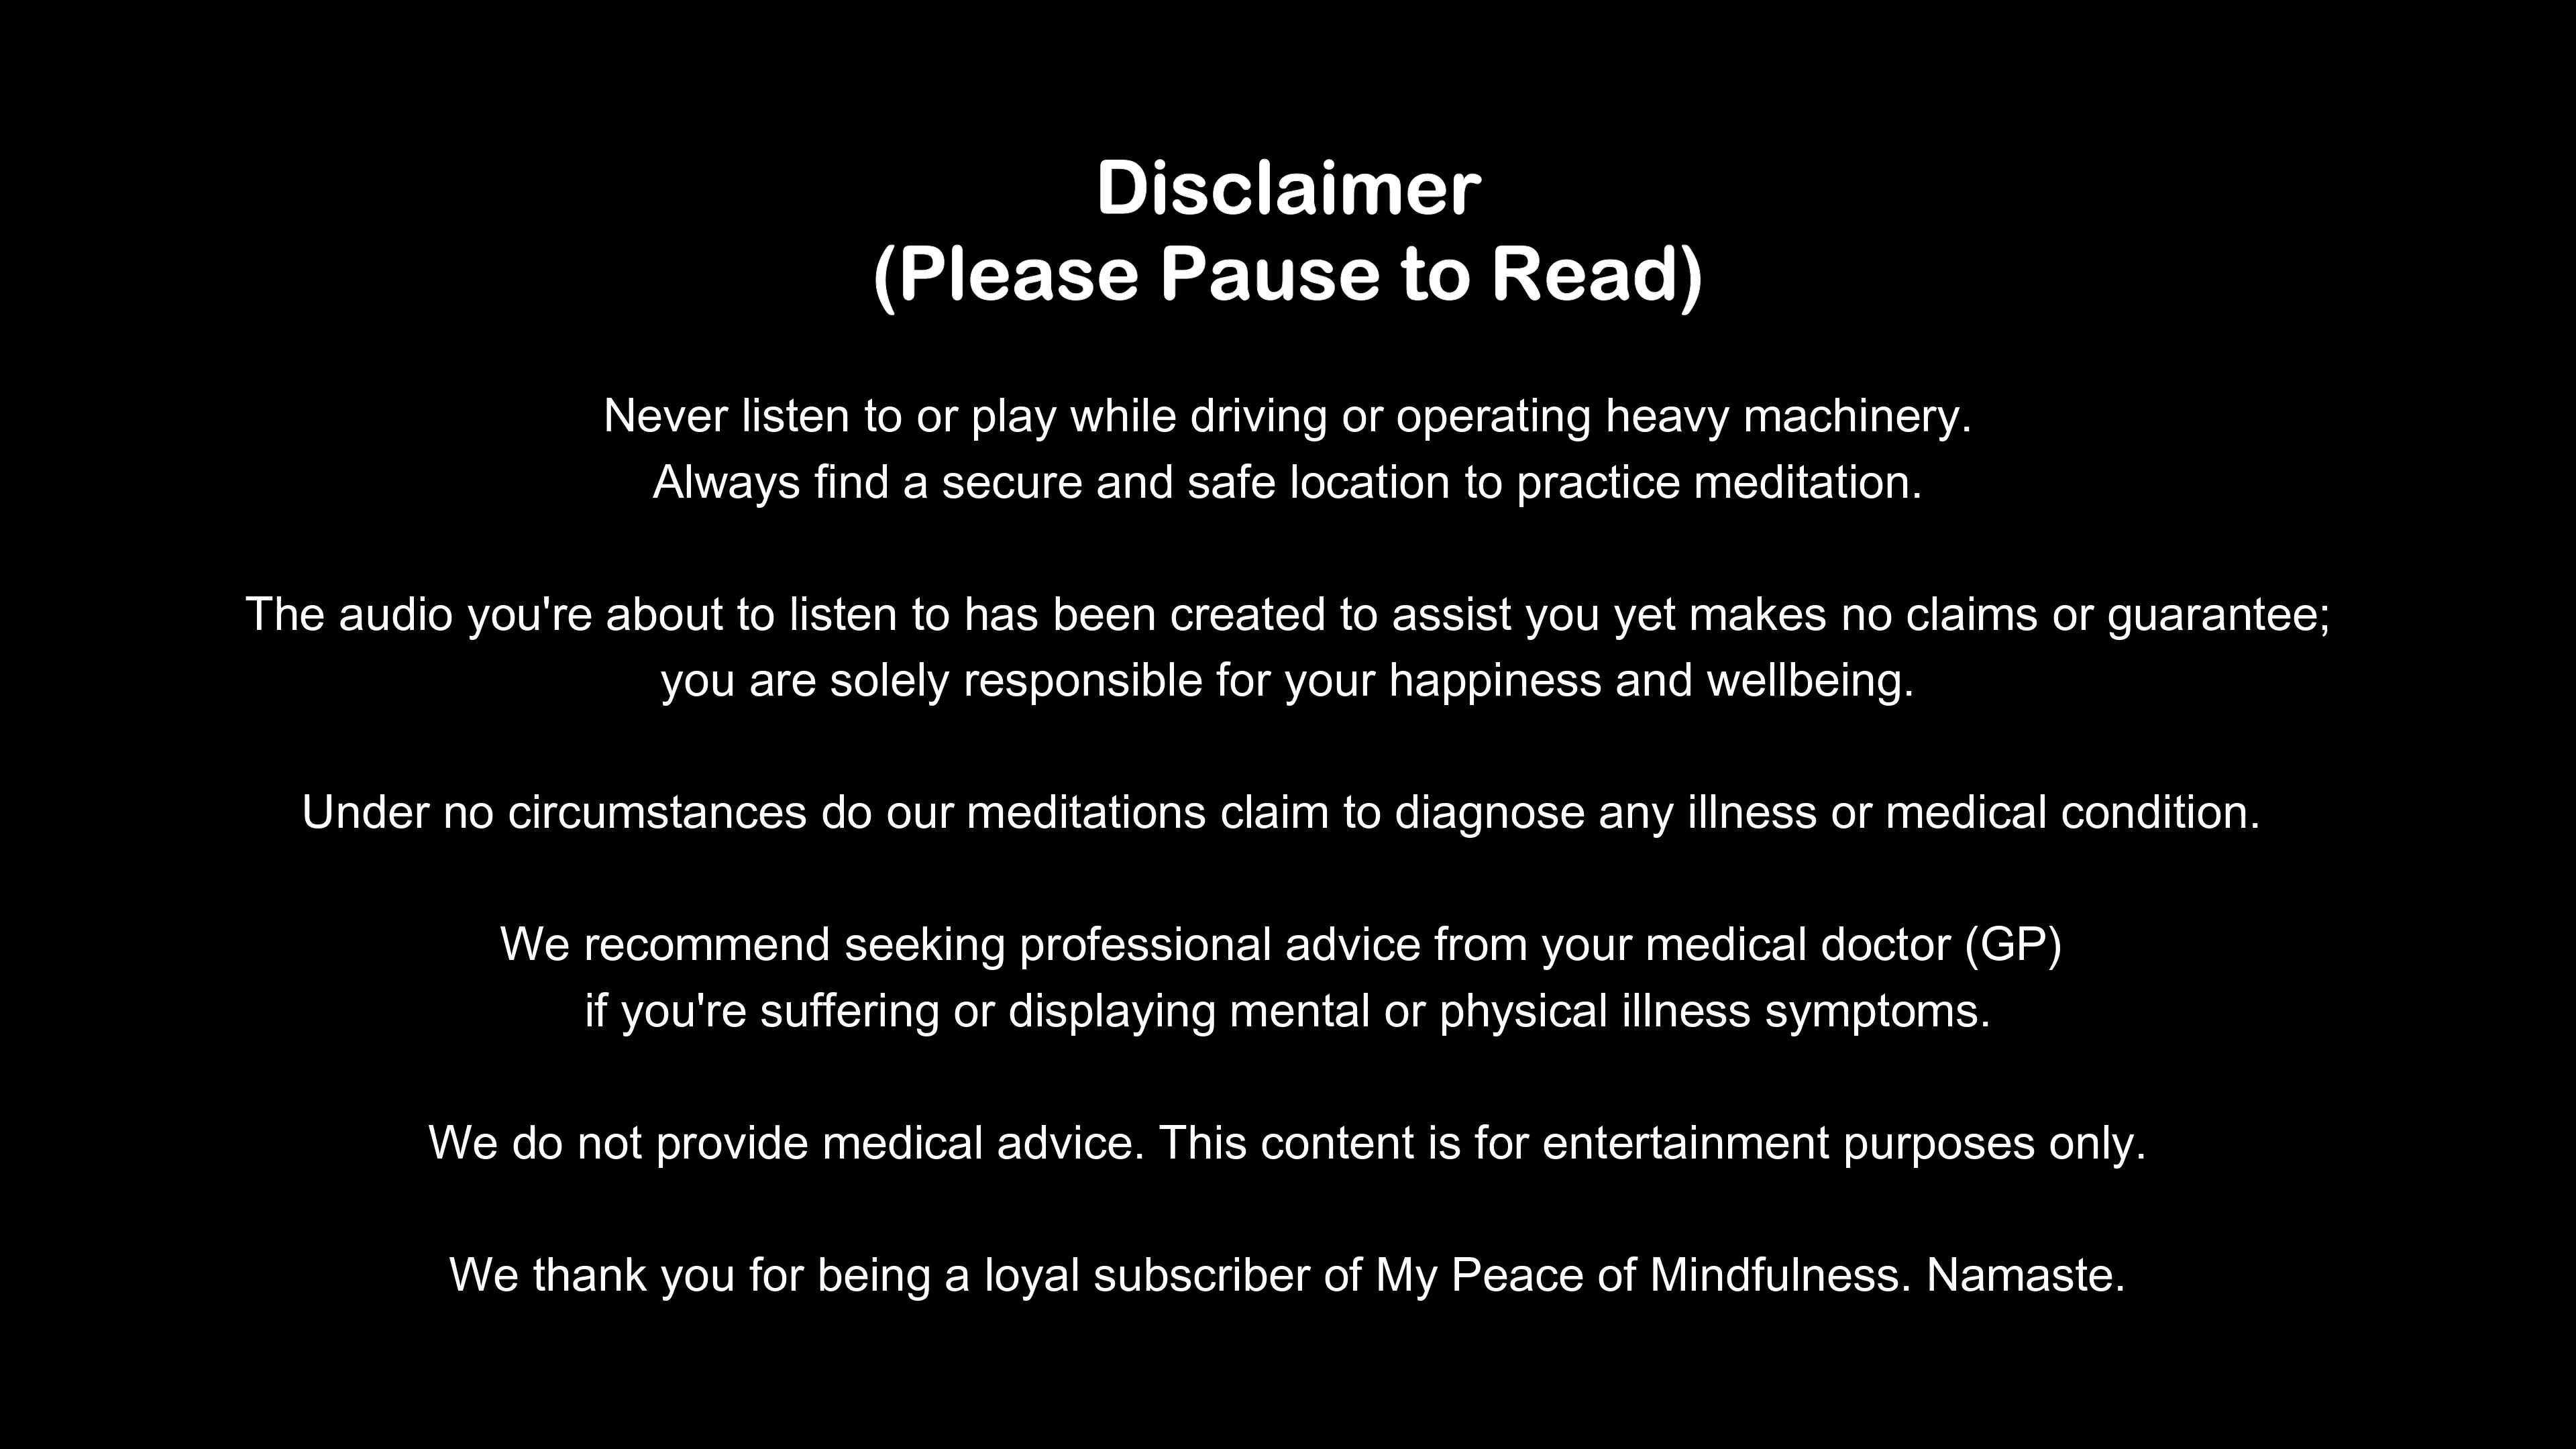 Disclaimer
(Please Pause to Read)
Never listen to or play while driving or operating heavy machinery.
Always find a secure and safe location to practice meditation.
The audio you're about to listen to has been created to assist you yet makes no claims or guarantee;
you are solely responsible for your happiness and wellbeing.
Under no circumstances do our meditations claim to diagnose any illness or medical condition.
We recommend seeking professional advice from your medical doctor (GP)
if you're suffering or displaying mental or physical illness symptoms.
We do not provide medical advice. This content is for entertainment purposes only.
We thank you for being a loyal subscriber of My Peace of Mindfulness. Namaste.